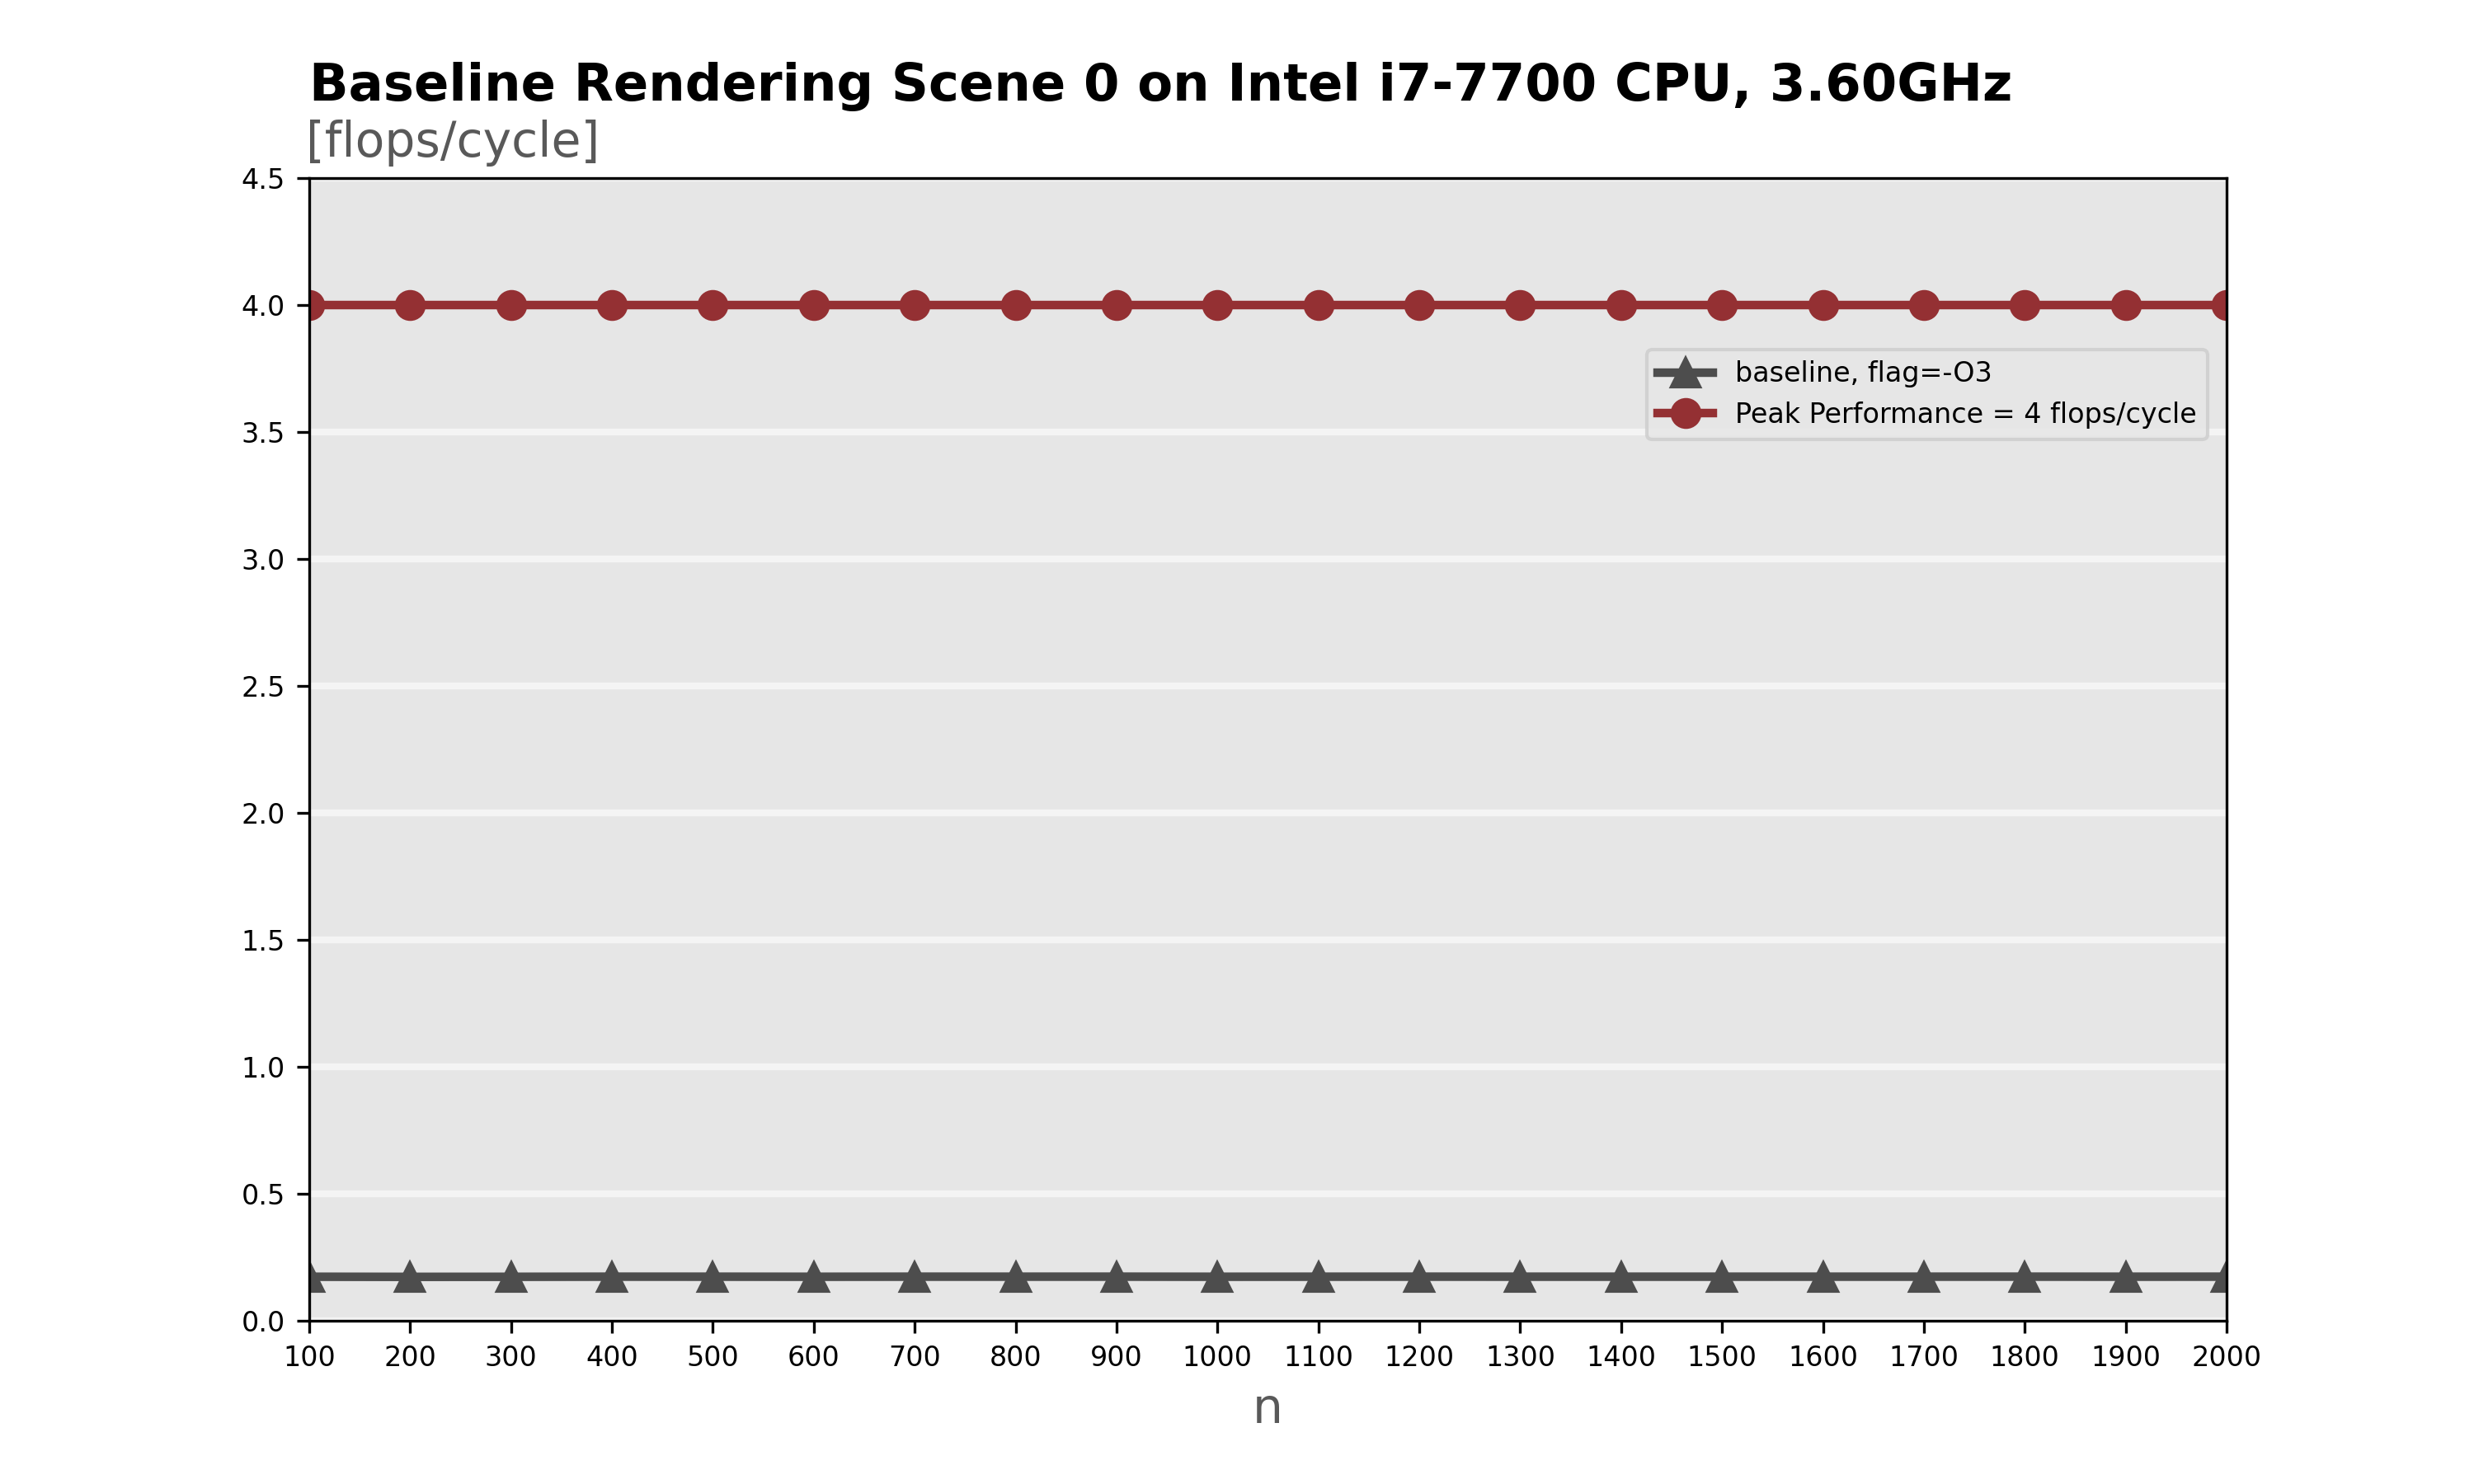 Baseline Rendering Scene 0 on Intel i7-7700 CPU, 3.60GHz
[flops/cycle]
4.5
4.0
baseline, flag=-O3
Peak Performance = 4 flops/cycle
3.5
3.0
2.5
2.0
1.5
1.0
0.5
0.0
100 200 300 400 500 600 700 800 900 1000 1100 1200 1300 1400 1500 1600 1700 1800 1900 2000
n